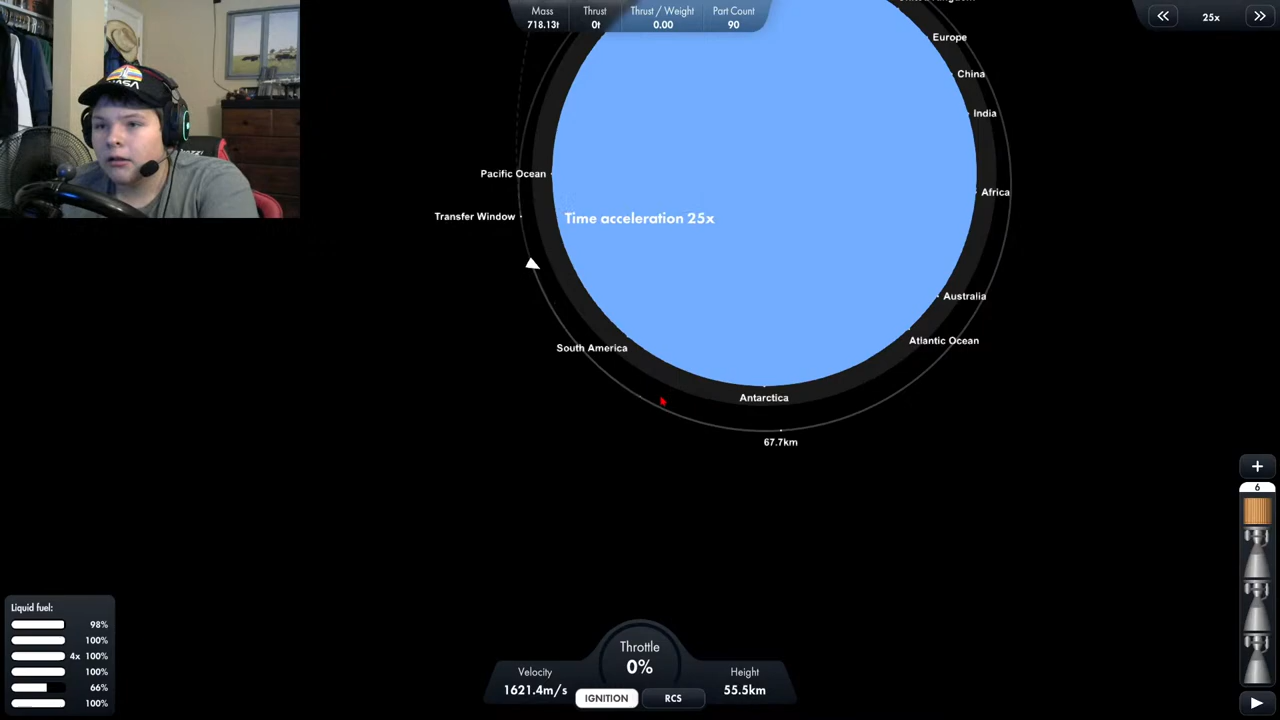 Mass
718.13t
Thrust
0t
Thrust / Weight
0.00
Part Count
90
25x
Europe
China
India
Pacific Ocean
Africa
Transfer Window
Time acceleration 25x
Australia
Atlantic Ocean
South America
Antarctica
67.7km
6
NASA
Liquid fuel:
98%
100%
4x 100%
100%
66%
100%
Throttle
0%
Velocity
1621.4m/s
Height
55.5km
IGNITION
RCS